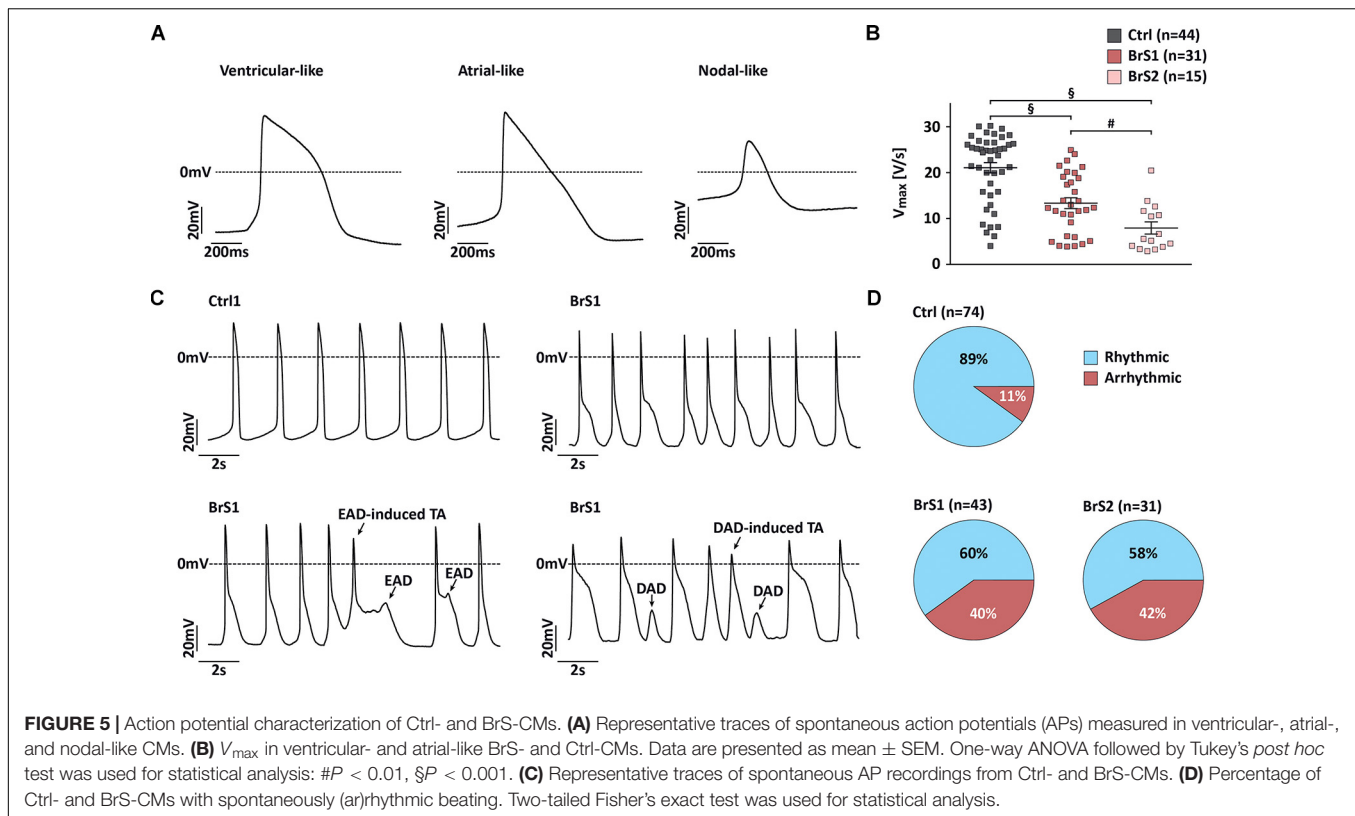 A
Ventricular-like
Atrial-like
Nodal-like
0mV
20mV
200ms
20mV
200ms
20mV
200ms
B
Ctrl (n=44)
BrS1 (n=31)
BrS2 (n=15)
§
§
#
Vmax [V/s]
30
20
10
0
C
Ctrl1
0mV
20mV
2s
BrS1
0mV
20mV
2s
BrS1
EAD-induced TA
EAD
EAD
0mV
20mV
2s
BrS1
DAD-induced TA
DAD
DAD
0mV
20mV
2s
D
Ctrl (n=74)
89%
11%
Rhythmic
Arrhythmic
BrS1 (n=43)
60%
40%
BrS2 (n=31)
58%
42%
FIGURE 5 | Action potential characterization of Ctrl- and BrS-CMs. (A) Representative traces of spontaneous action potentials (APs) measured in ventricular-, atrial-,
and nodal-like CMs. (B) Vmax in ventricular- and atrial-like BrS- and Ctrl-CMs. Data are presented as mean ± SEM. One-way ANOVA followed by Tukey's post hoc
test was used for statistical analysis: #P < 0.01, §P < 0.001. (C) Representative traces of spontaneous AP recordings from Ctrl- and BrS-CMs. (D) Percentage of
Ctrl- and BrS-CMs with spontaneously (ar)rhythmic beating. Two-tailed Fisher's exact test was used for statistical analysis.